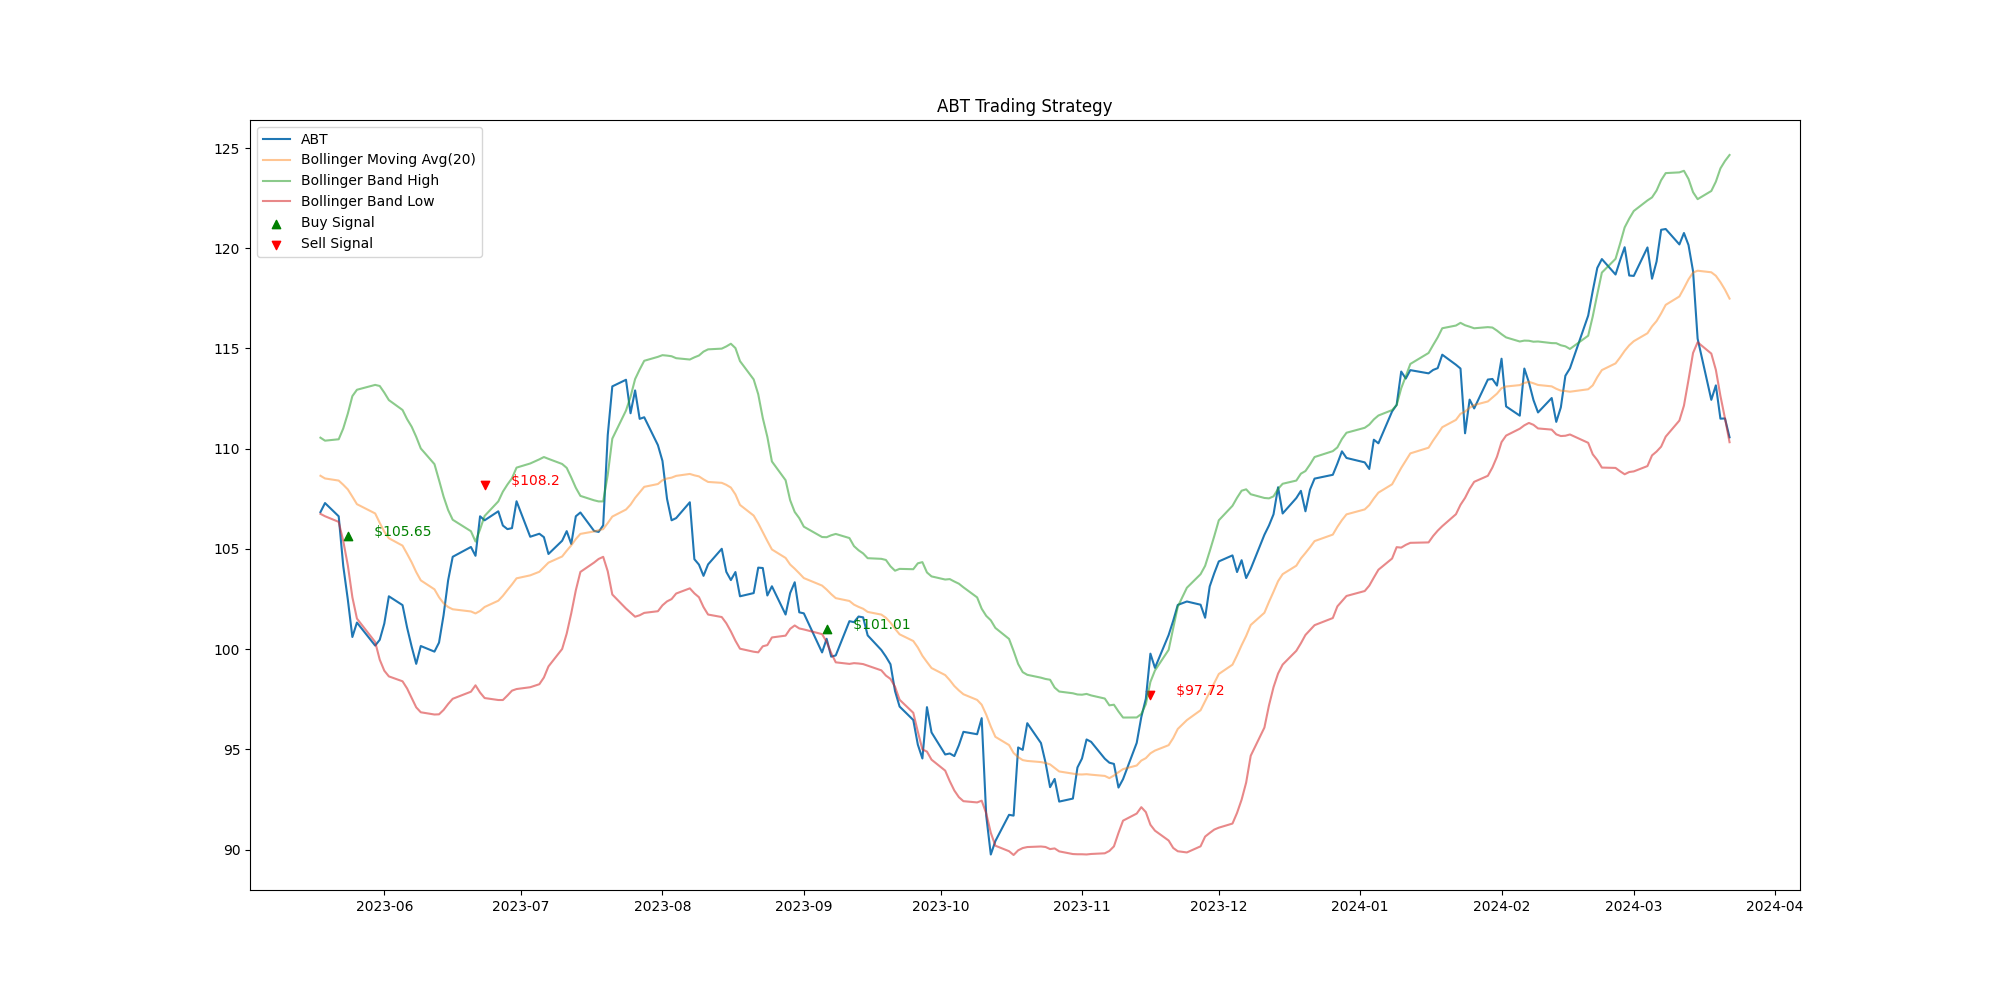 ABT Trading Strategy
ABT
Bollinger Moving Avg(20)
Bollinger Band High
Bollinger Band Low
Buy Signal
Sell Signal
125
120
115
110
105
100
95
90
$108.2
$105.65
$101.01
$97.72
2023-06 2023-07 2023-08 2023-09 2023-10 2023-11 2023-12 2024-01 2024-02 2024-03 2024-04